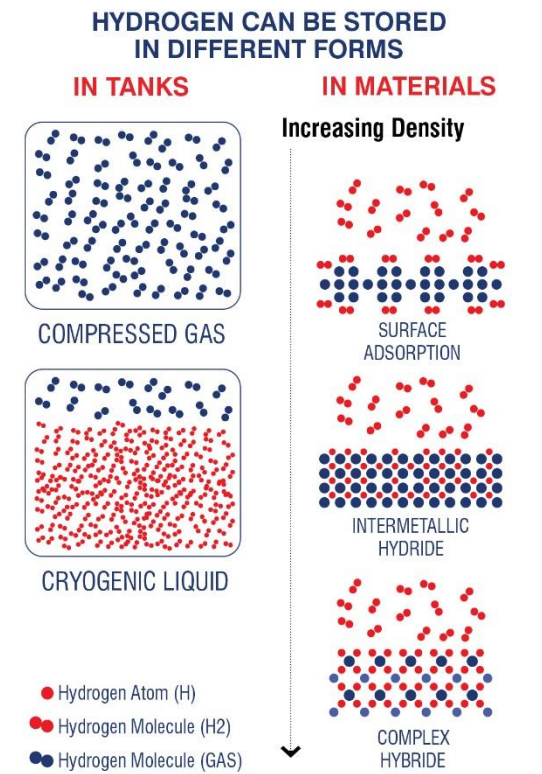 HYDROGEN CAN BE STORED
IN DIFFERENT FORMS
IN TANKS
COMPRESSED GAS
CRYOGENIC LIQUID
Hydrogen Atom (H)
Hydrogen Molecule (H2)
Hydrogen Molecule (GAS)
IN MATERIALS
Increasing Density
SURFACE
ADSORPTION
INTERMETALLIC
HYDRIDE
COMPLEX
HYBRIDE